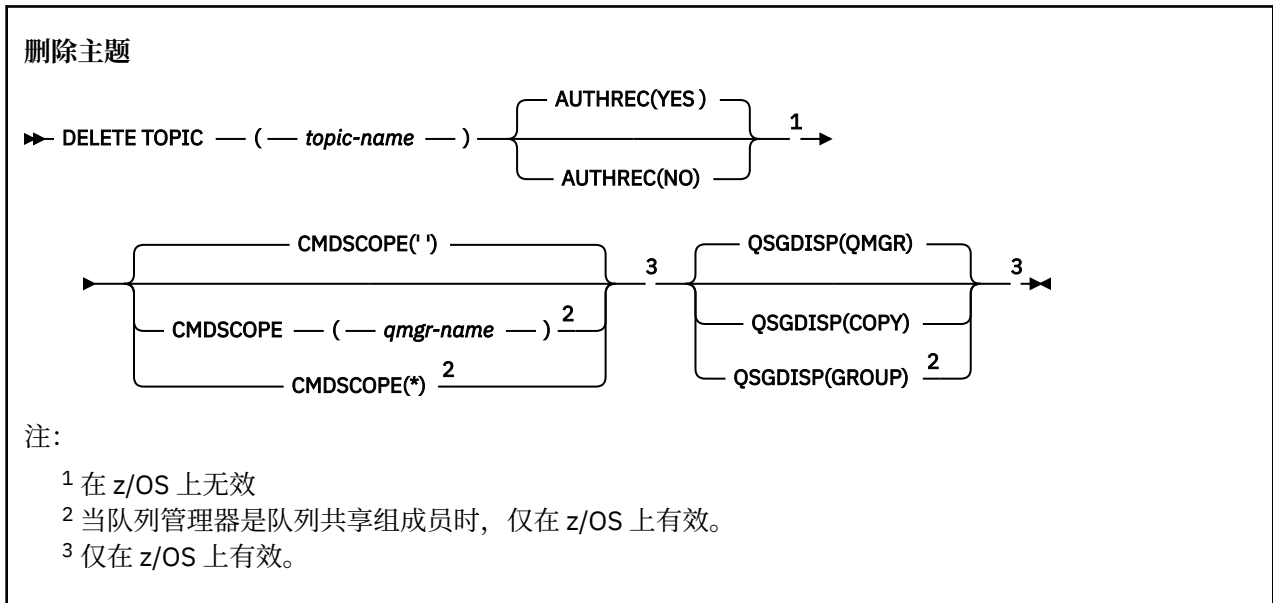 删除主题
AUTHREC(YES )
DELETE TOPIC ( topic-name ) 1
AUTHREC(NO)
CMDSCOPE(' ') QSGDISP(QMGR)
3 3
CMDSCOPE ( qmgr-name ) 2 QSGDISP(COPY)
CMDSCOPE(*) 2 QSGDISP(GROUP) 2
注：
1 在 z/OS 上无效
2 当队列管理器是队列共享组成员时，仅在 z/OS 上有效。
3 仅在 z/OS 上有效。